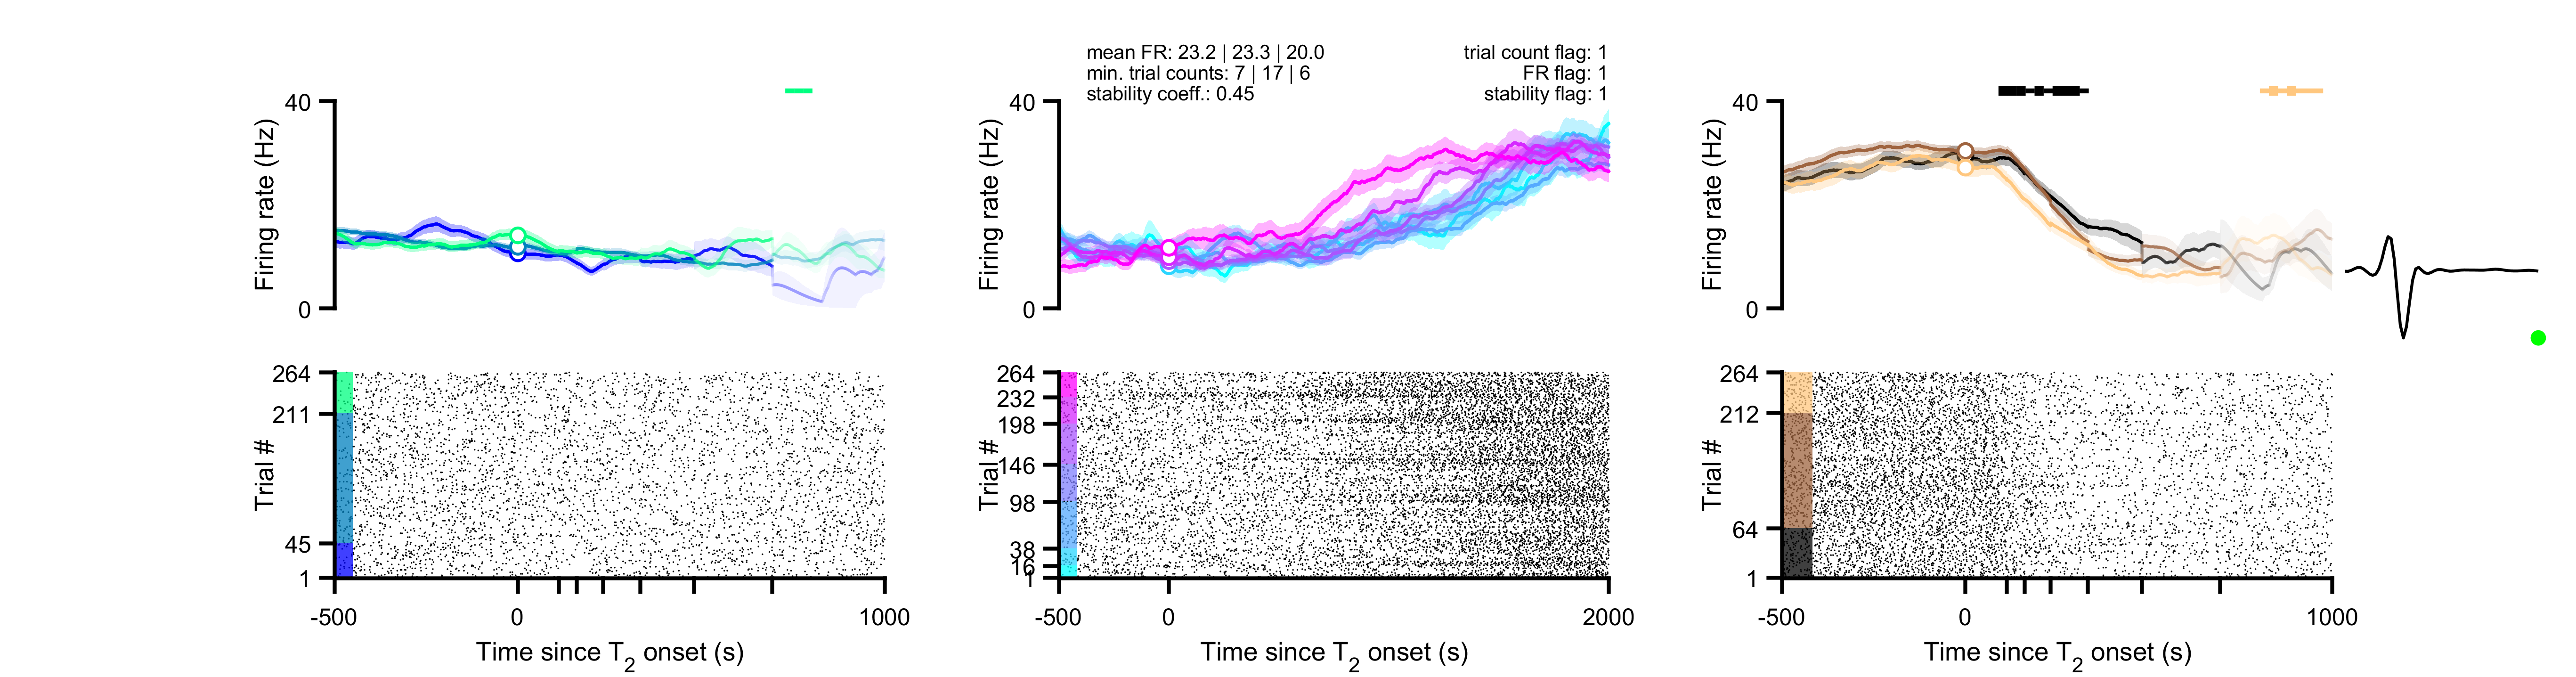 mean FR: 23.2 | 23.3 | 20.0
min. trial counts: 7 | 17 | 6
stability coeff.: 0.45
trial count flag: 1
FR flag: 1
stability flag: 1
Firing rate (Hz)
40
0
Trial #
264
211
45
1
-500
0
1000
Time since T2 onset (s)
Firing rate (Hz)
40
0
Trial #
264
232
198
146
98
38
16
1
-500
0
2000
Time since T2 onset (s)
Firing rate (Hz)
40
0
Trial #
264
212
64
1
-500
0
1000
Time since T2 onset (s)